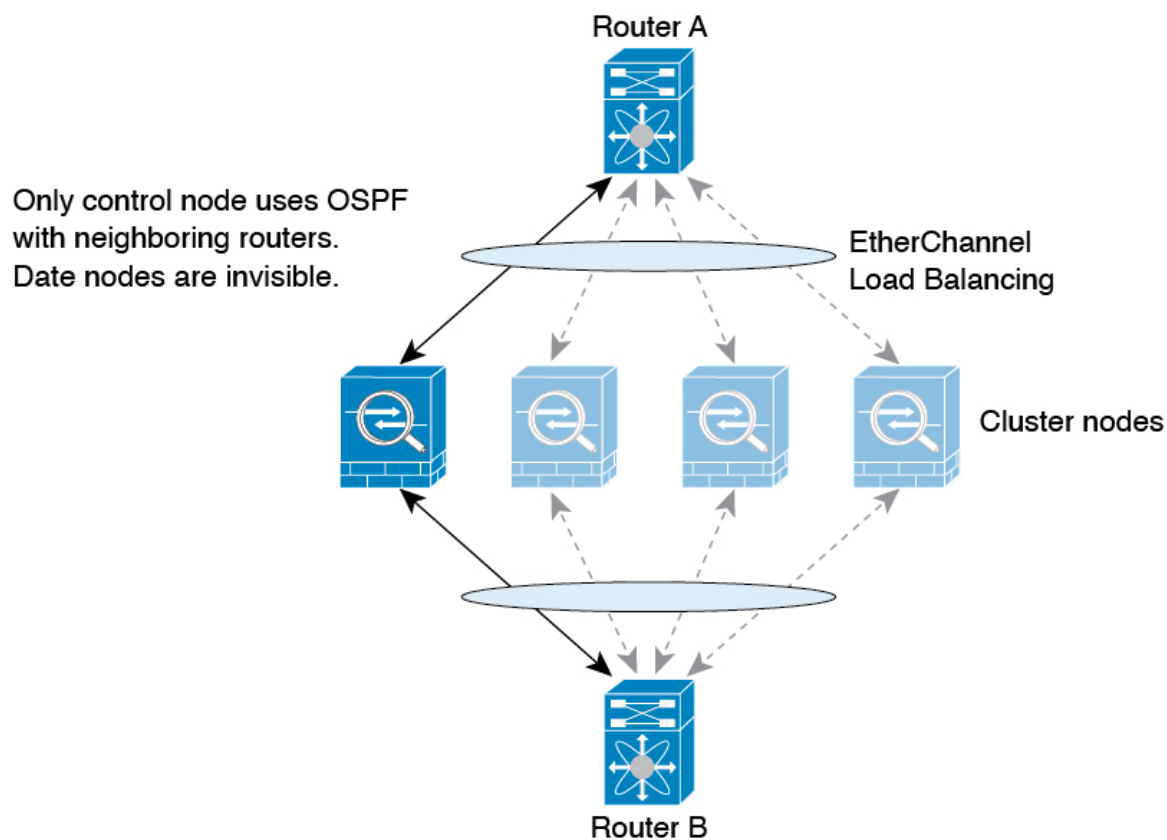 Router A
Only control node uses OSPF
with neighboring routers.
Date nodes are invisible.
EtherChannel
Load Balancing
Cluster nodes
Router B